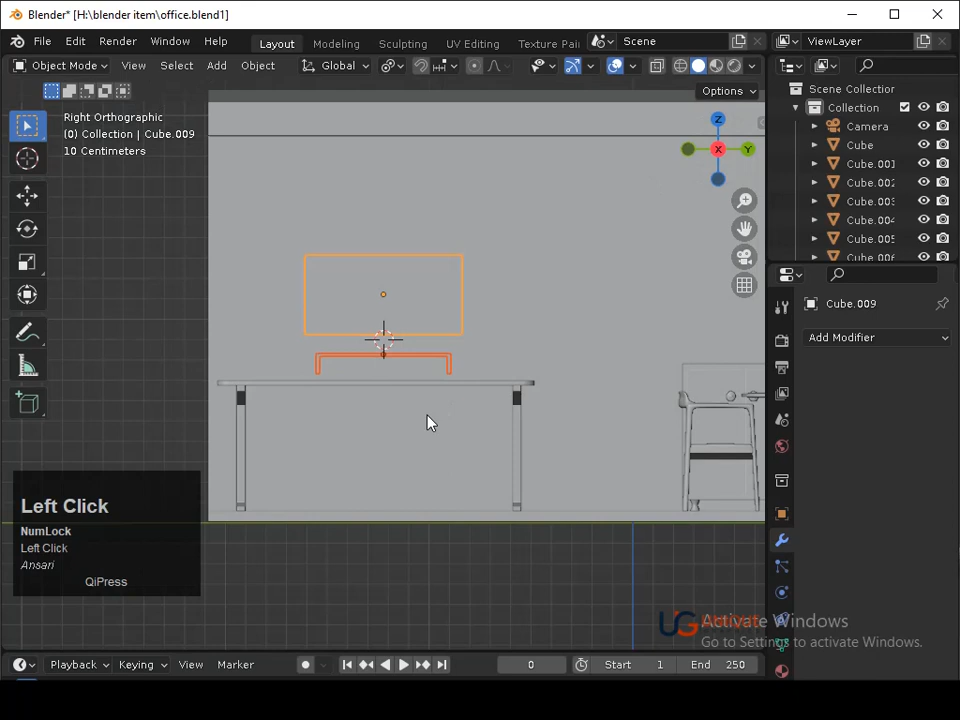 Blender* [H:\blender item\office.blend1]
File Edit Render Window Help Layout Modeling Sculpting UV Editing Texture Pai Scene ViewLayer
Object Mode View Select Add Object Global
Options
Scene Collection
Collection
Camera
Cube
Cube.001
Cube.002
Cube.003
Cube.004
Cube.005
Cube.006
Right Orthographic
(0) Collection | Cube.009
10 Centimeters
Z
X
Y
Cube.009
Add Modifier
Left Click
NumLock
Left Click
Ansari
QiPress
UG
Activate Windows
Go to Settings to activate Windows.
Playback Keying View Marker 0 Start 1 End 250